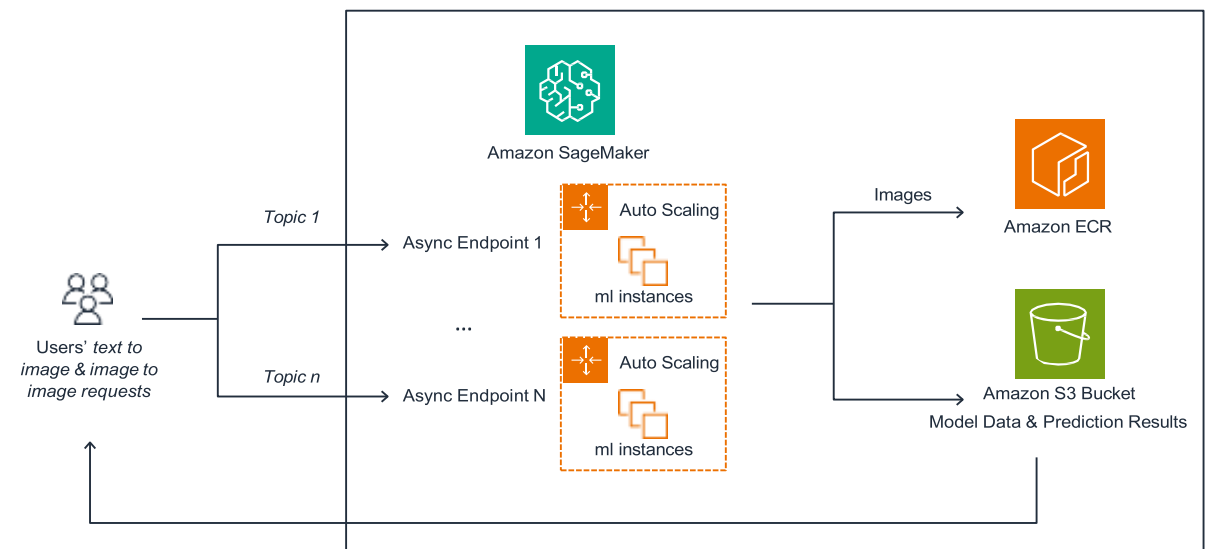 Amazon SageMaker
Topic 1
Async Endpoint 1
Auto Scaling
ml instances
...
Users' text to
image & image to
image requests
Topic n
Async Endpoint N
Auto Scaling
ml instances
Images
Amazon ECR
Amazon S3 Bucket
Model Data & Prediction Results